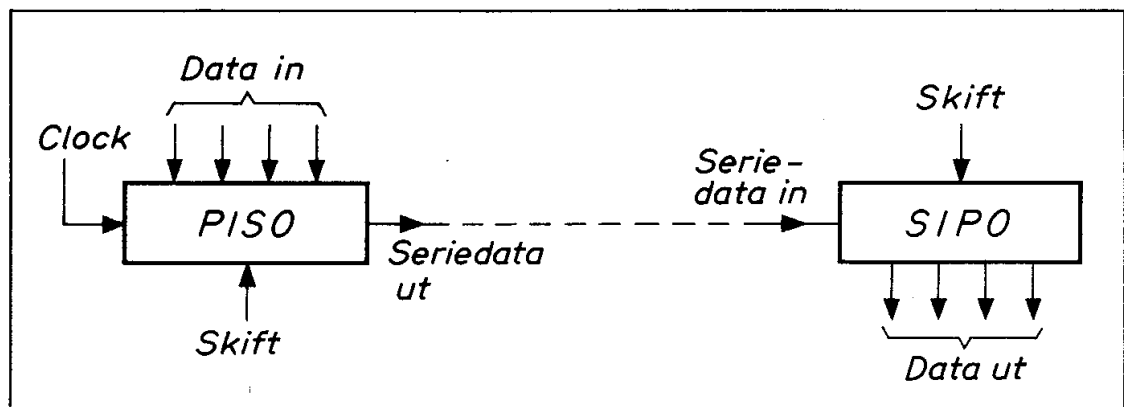 Data in
Clock
PISO
Seriedata
ut
Skift
Skift
Serie-
data in
SIPO
Data ut